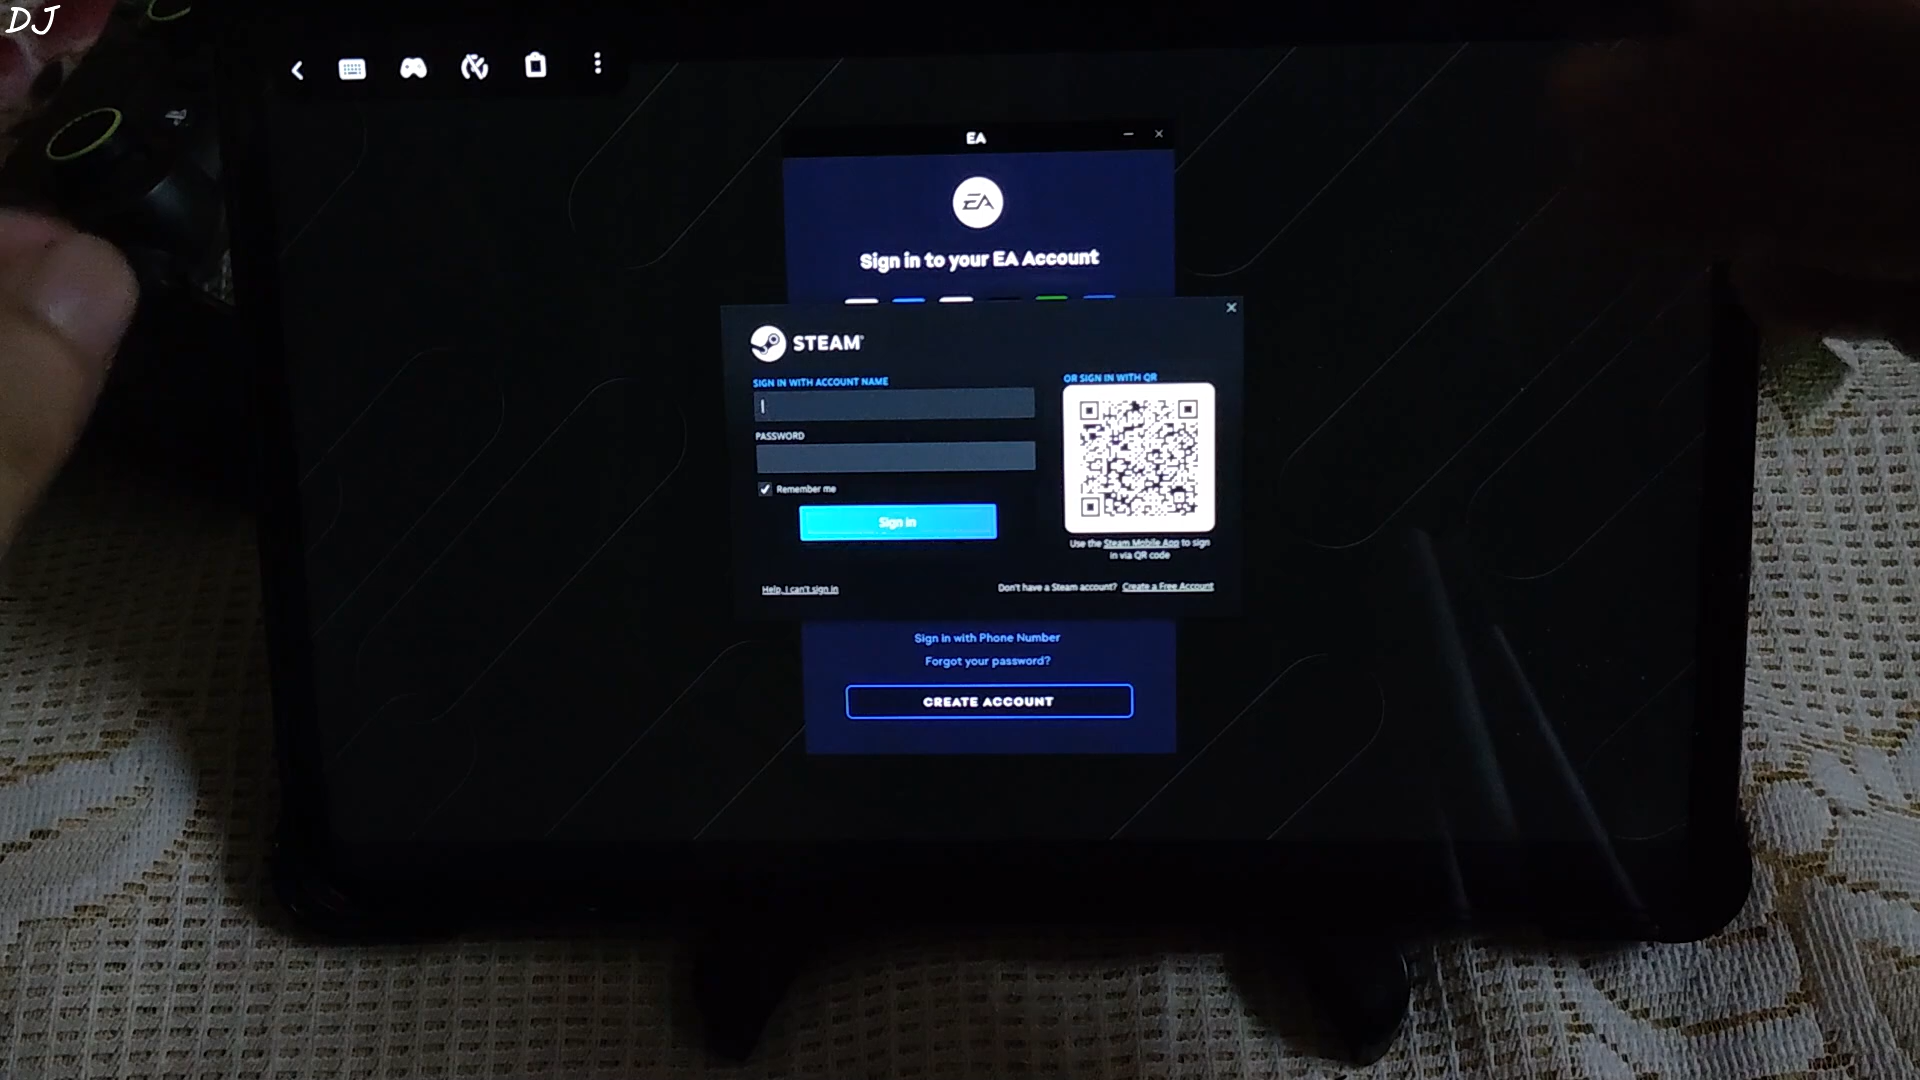 DJ
EA
EA
Sign in to your EA Account
STEAM
SIGN IN WITH ACCOUNT NAME
PASSWORD
Remember me
Sign in
Help, I can't sign in
OR SIGN IN WITH QR
Use the Steam Mobile App to sign
in via QR code
Don't have a Steam account? Create a Free Account
Sign in with Phone Number
Forgot your password?
CREATE ACCOUNT